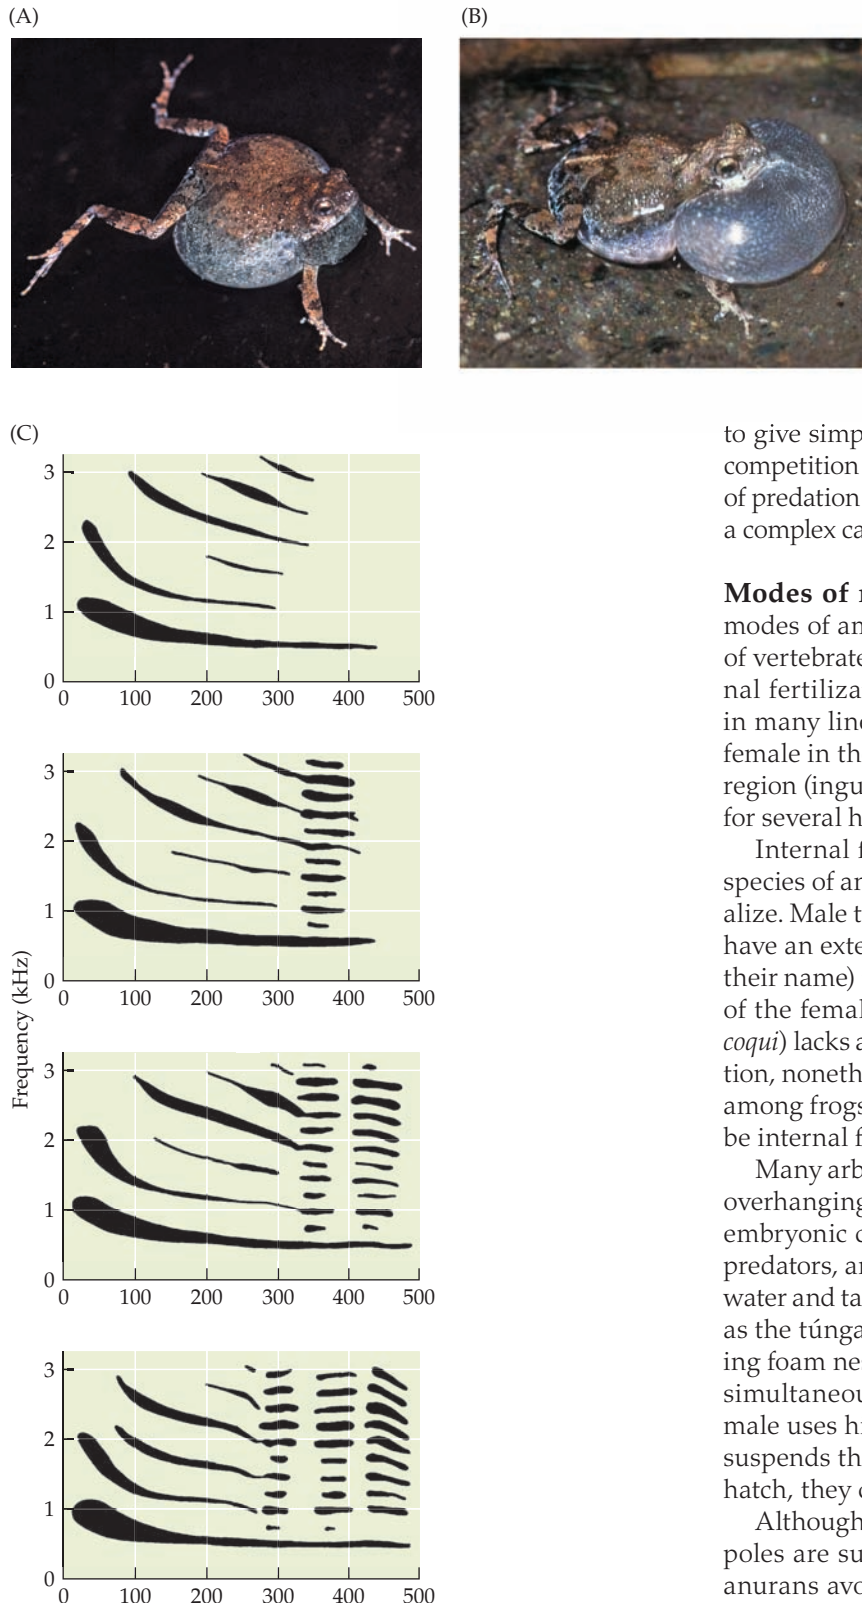 (A)
(B)
(C)
Frequency (kHz)
3
2
1
0
0 100 200 300 400 500
3
2
1
0
0 100 200 300 400 500
3
2
1
0
0 100 200 300 400 500
3
2
1
0
0 100 200 300 400 500
to give simp
competition
of predation
a complex ca
Modes of r
modes of an
of vertebrate
nal fertiliza
in many line
female in th
region (ingu
for several h
Internal f
species of ar
alize. Male t
have an exte
their name)
of the femal
coqui) lacks a
tion, noneth
among frogs
be internal f
Many arb
overhanging
embryonic d
predators, an
water and ta
as the túnga
ing foam ne
simultaneou
male uses hi
suspends th
hatch, they d
Although
poles are su
anurans avo